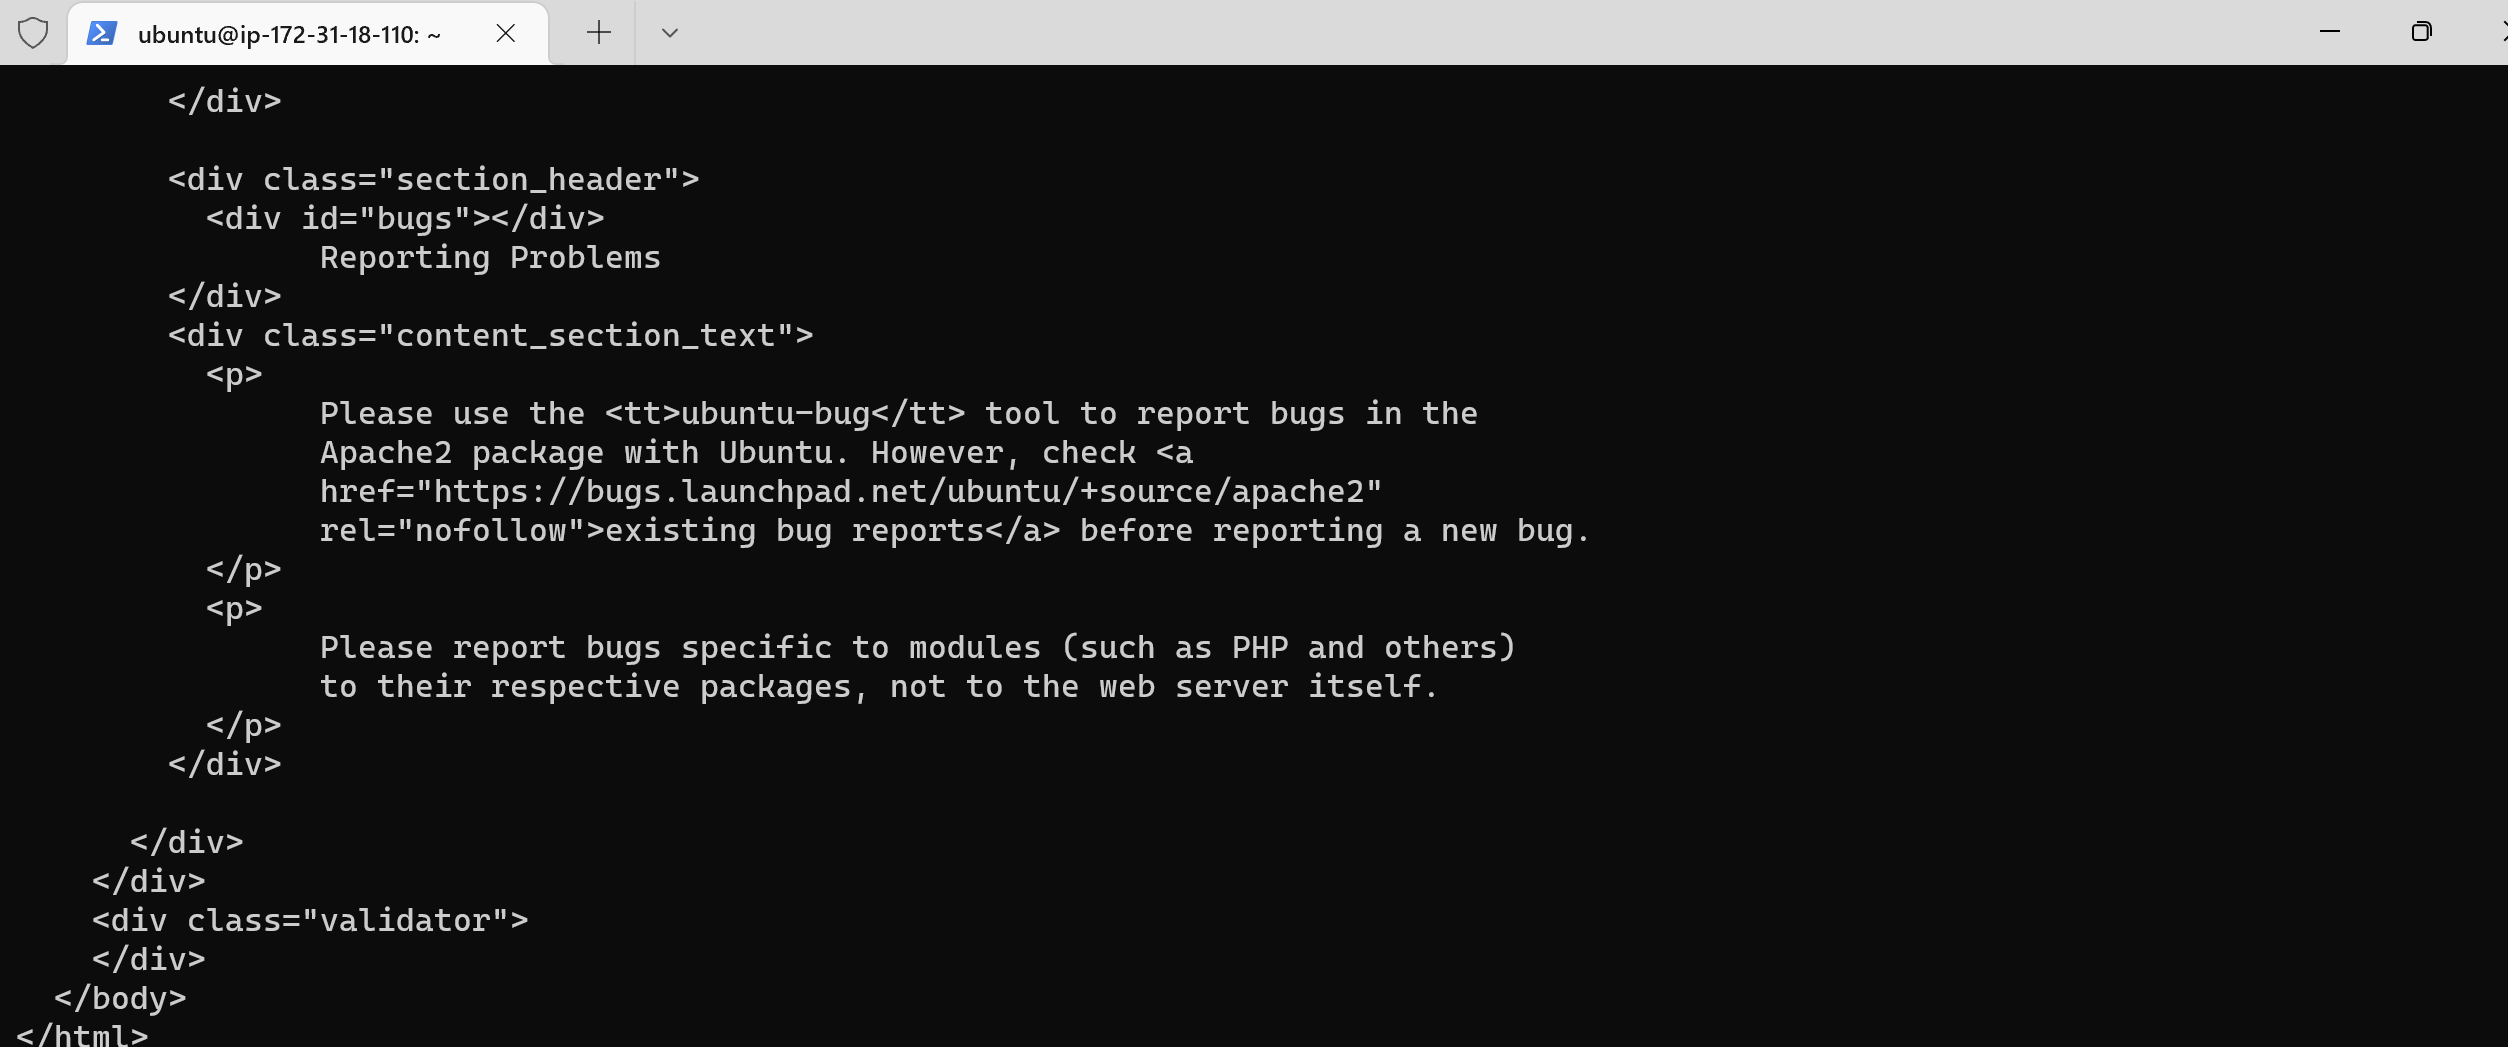 ubuntu@ip-172-31-18-110: ~
</div>
<div class="section_header">
<div id="bugs"></div>
Reporting Problems
</div>
<div class="content_section_text">
<p>
Please use the <tt>ubuntu-bug</tt> tool to report bugs in the
Apache2 package with Ubuntu. However, check <a
href="https://bugs.launchpad.net/ubuntu/+source/apache2"
rel="nofollow">existing bug reports</a> before reporting a new bug.
</p>
<p>
Please report bugs specific to modules (such as PHP and others)
to their respective packages, not to the web server itself.
</p>
</div>
</div>
</div>
<div class="validator">
</div>
</body>
</html>